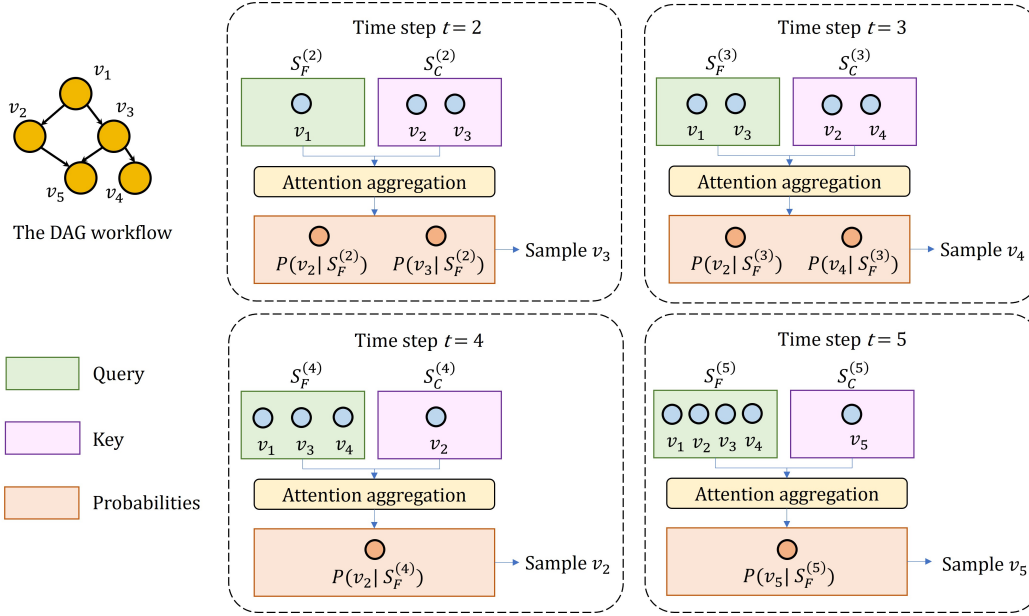 v₁
v₂ v₃
v₅ v₄
The DAG workflow
Query
Key
Probabilities
Time step t = 2
S_F^(2) S_C^(2)
v₁ v₂ v₃
Attention aggregation
P(v₂| S_F^(2)) P(v₃| S_F^(2))
Sample v₃
Time step t = 3
S_F^(3) S_C^(3)
v₁ v₃ v₂ v₄
Attention aggregation
P(v₂| S_F^(3)) P(v₄| S_F^(3))
Sample v₄
Time step t = 4
S_F^(4) S_C^(4)
v₁ v₃ v₄ v₂
Attention aggregation
P(v₂| S_F^(4))
Sample v₂
Time step t = 5
S_F^(5) S_C^(5)
v₁ v₂ v₃ v₄ v₅
Attention aggregation
P(v₅| S_F^(5))
Sample v₅